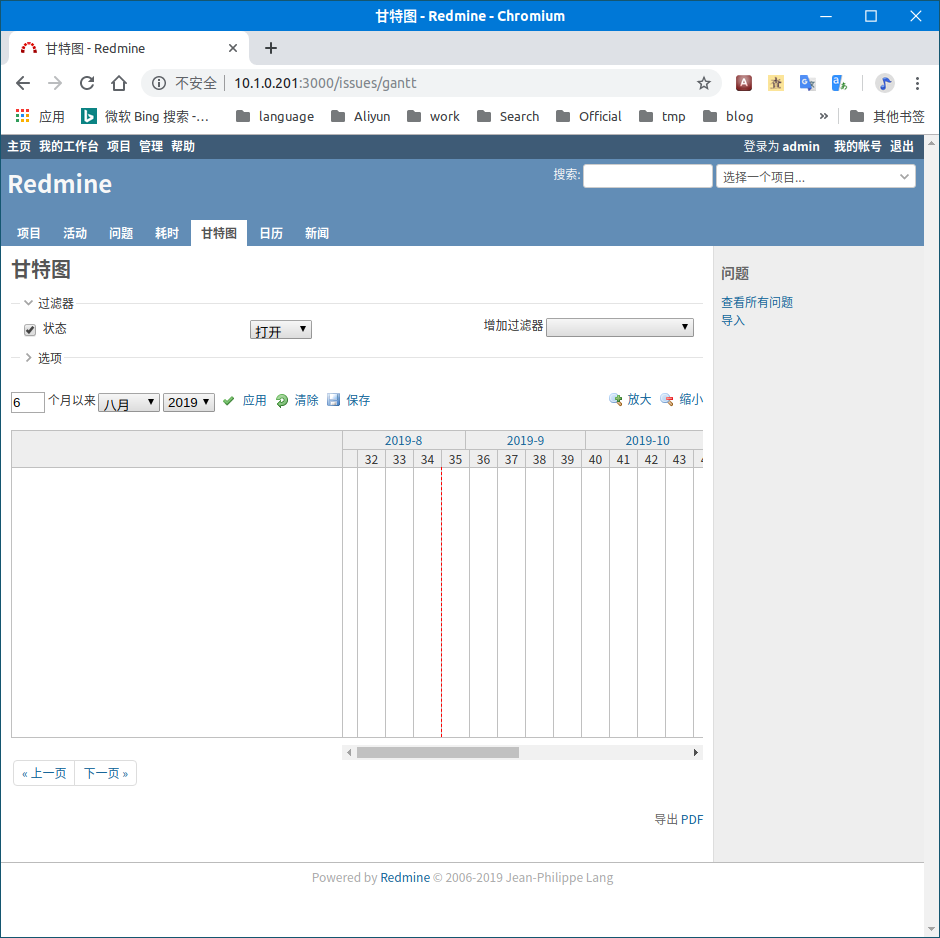 甘特图 - Redmine - Chromium
甘特图 - Redmine
不安全 10.1.0.201:3000/issues/gantt
应用 微软 Bing 搜索 -... language Aliyun work Search Official tmp blog » 其他书签
主页 我的工作台 项目 管理 帮助 登录为 admin 我的帐号 退出
Redmine 搜索: 选择一个项目...
项目 活动 问题 耗时 甘特图 日历 新闻
甘特图
过滤器
状态 打开 增加过滤器
选项
6 个月以来 八月 2019 应用 清除 保存 放大 缩小
2019-8 2019-9 2019-10
32 33 34 35 36 37 38 39 40 41 42 43
« 上一页 下一页 »
导出 PDF
问题
查看所有问题
导入
Powered by Redmine © 2006-2019 Jean-Philippe Lang